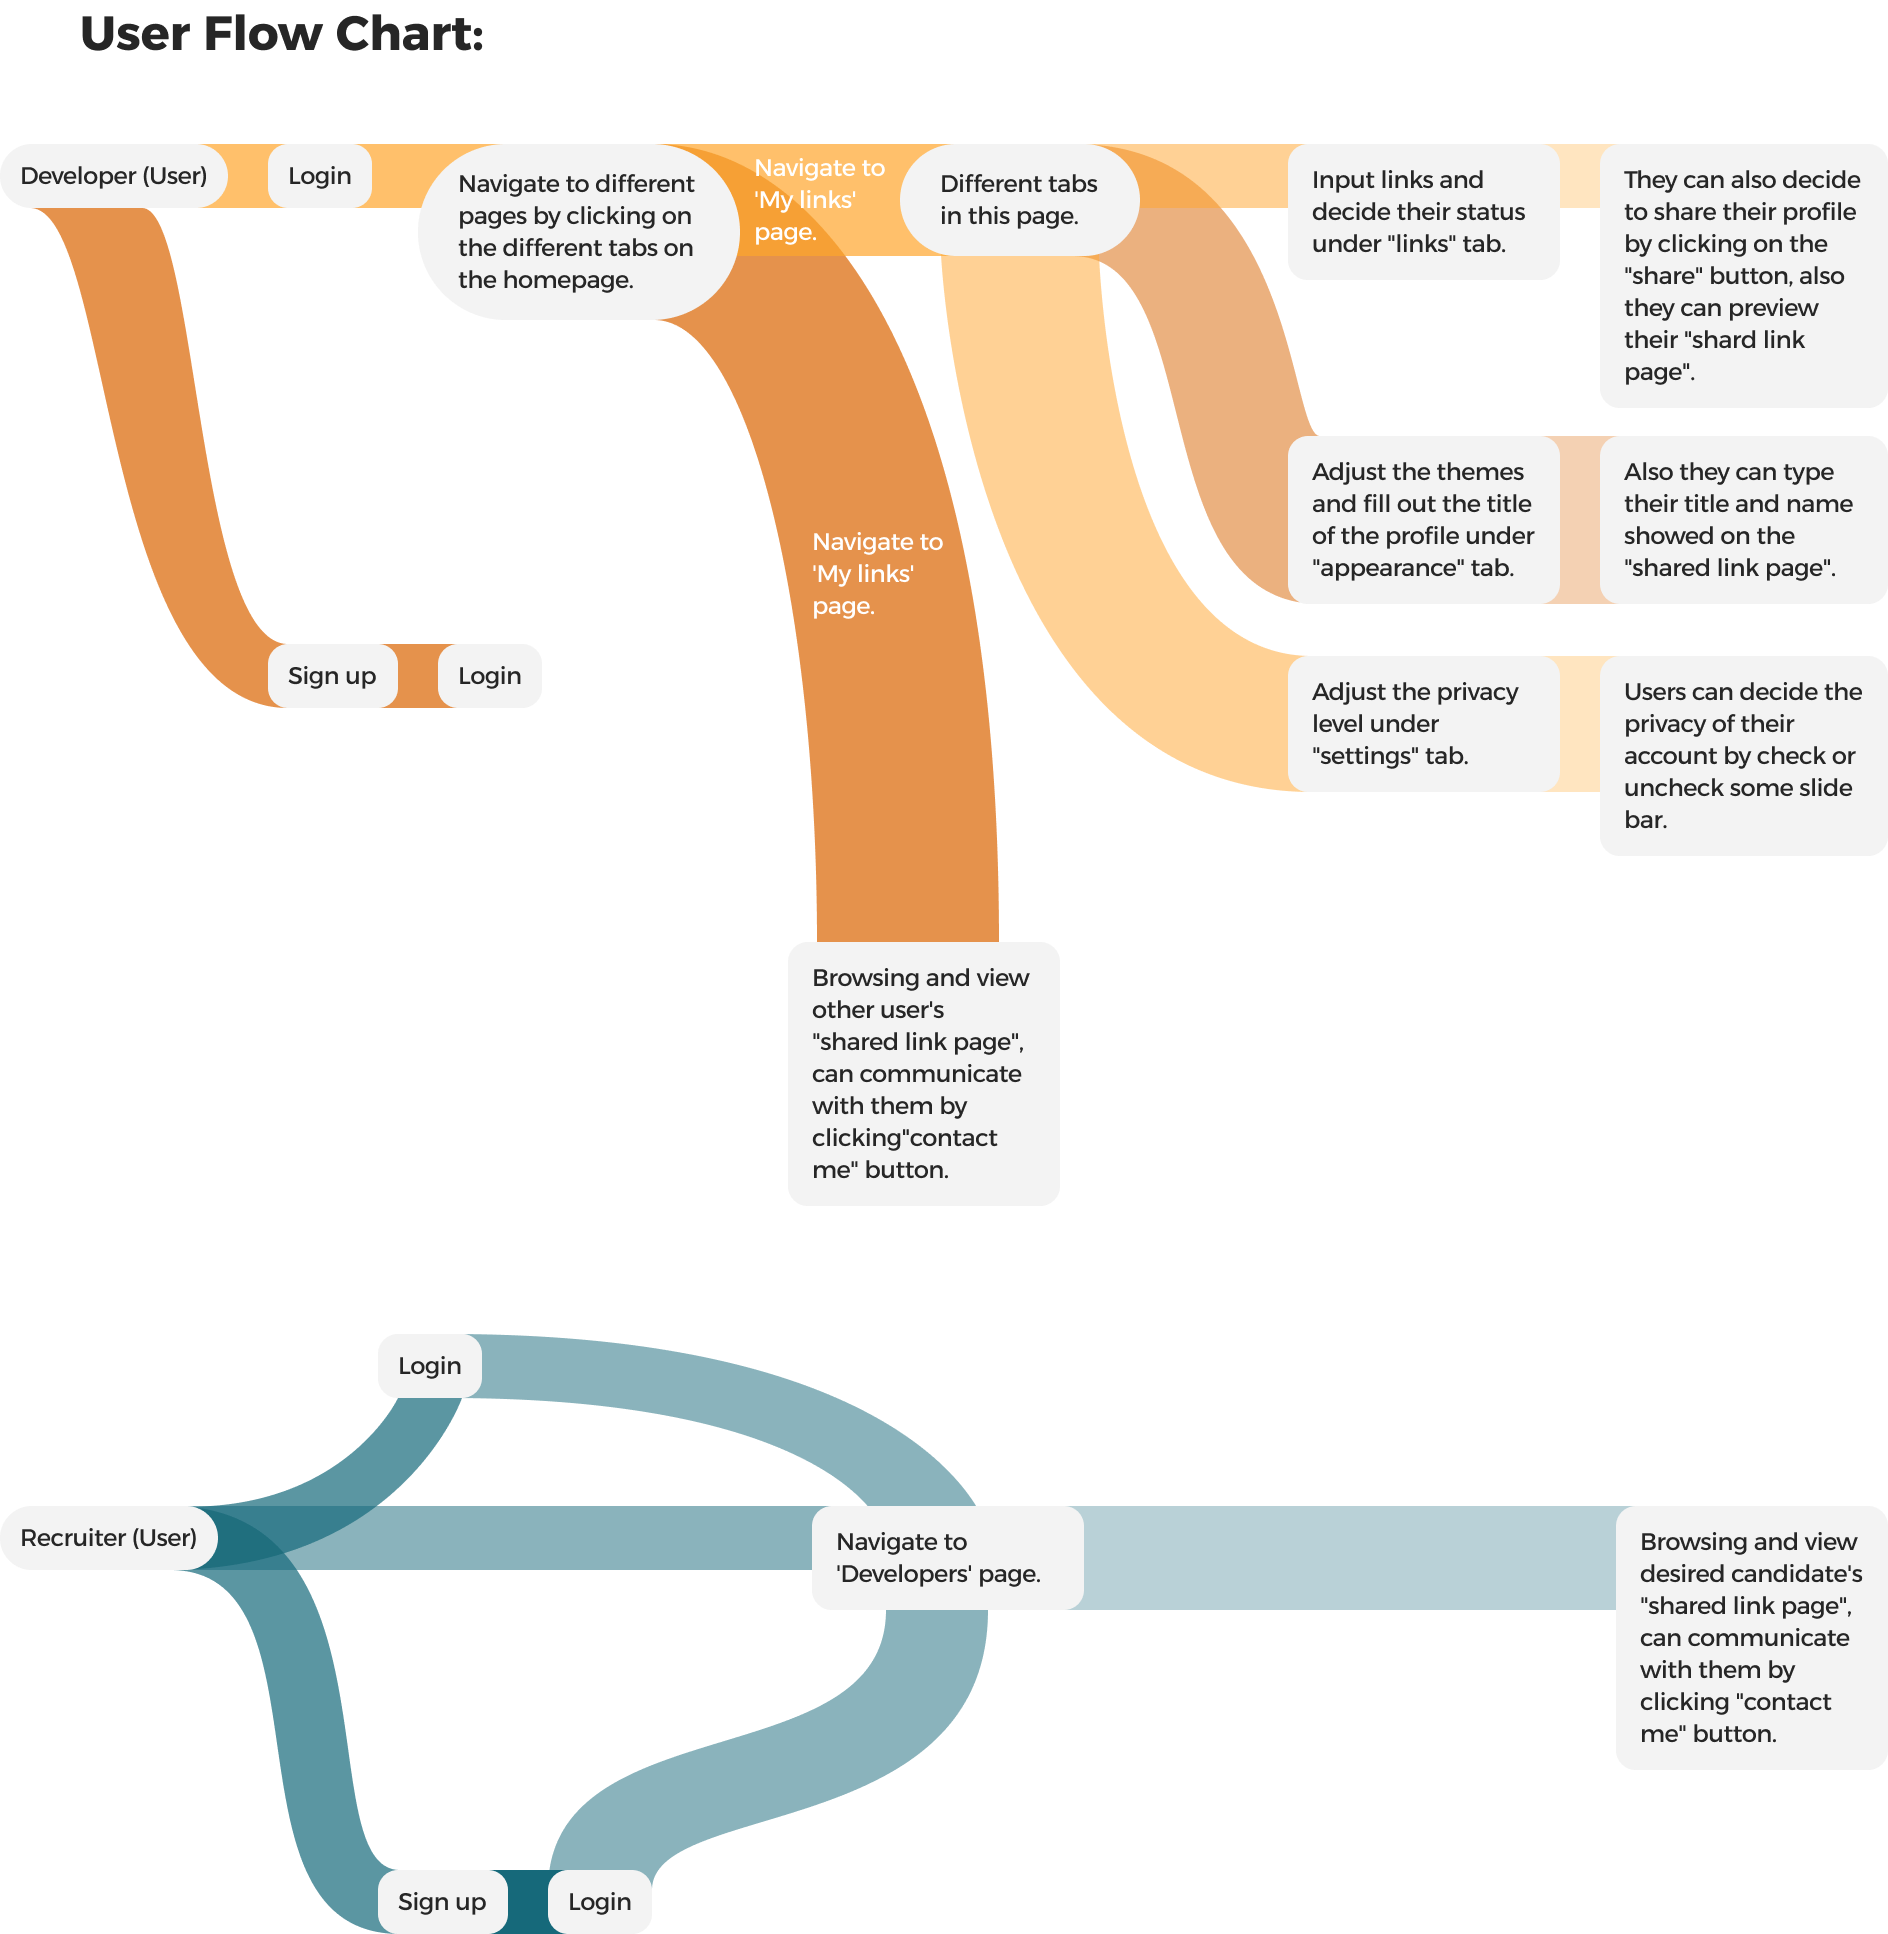 User Flow Chart:
Developer (User)
Login
Navigate to different
pages by clicking on
the different tabs on
the homepage.
Navigate to
'My links'
page.
Different tabs
in this page.
Input links and
decide their status
under "links" tab.
They can also decide
to share their profile
by clicking on the
"share" button, also
they can preview
their "shard link
page".
Adjust the themes
and fill out the title
of the profile under
"appearance" tab.
Also they can type
their title and name
showed on the
"shared link page".
Navigate to
'My links'
page.
Sign up
Login
Adjust the privacy
level under
"settings" tab.
Users can decide the
privacy of their
account by check or
uncheck some slide
bar.
Browsing and view
other user's
"shared link page",
can communicate
with them by
clicking"contact
me" button.
Login
Recruiter (User)
Navigate to
'Developers' page.
Browsing and view
desired candidate's
"shared link page",
can communicate
with them by
clicking "contact
me" button.
Sign up
Login